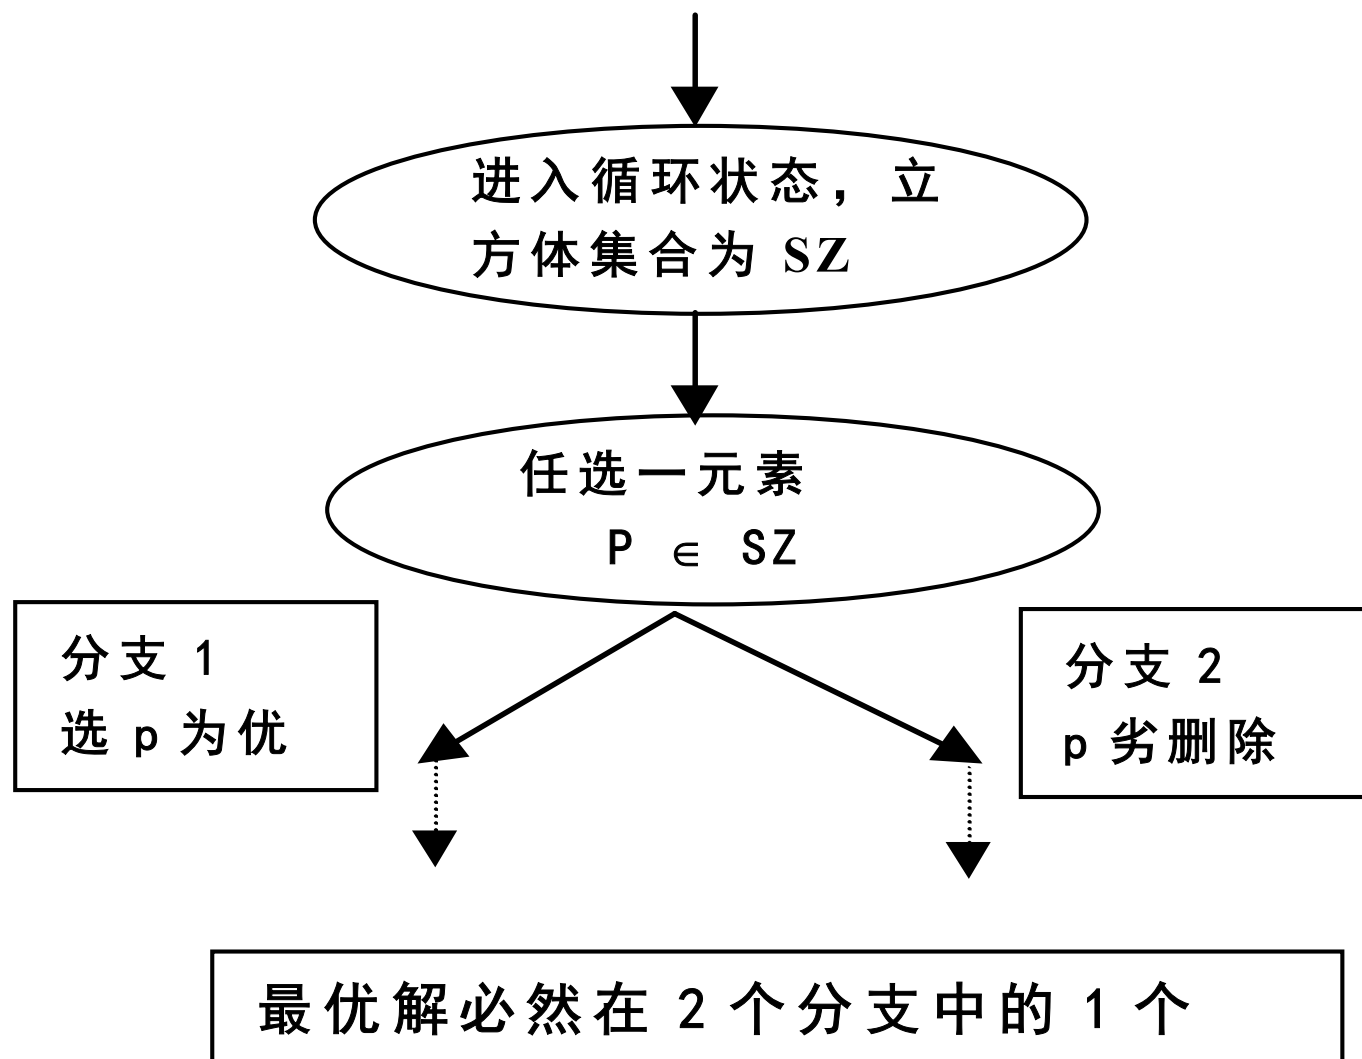 进入循环状态，立
方体集合为 SZ
任选一元素
P ∈ SZ
分支 1
选 p 为优
分支 2
p 劣删除
最优解必然在 2 个分支中的 1 个